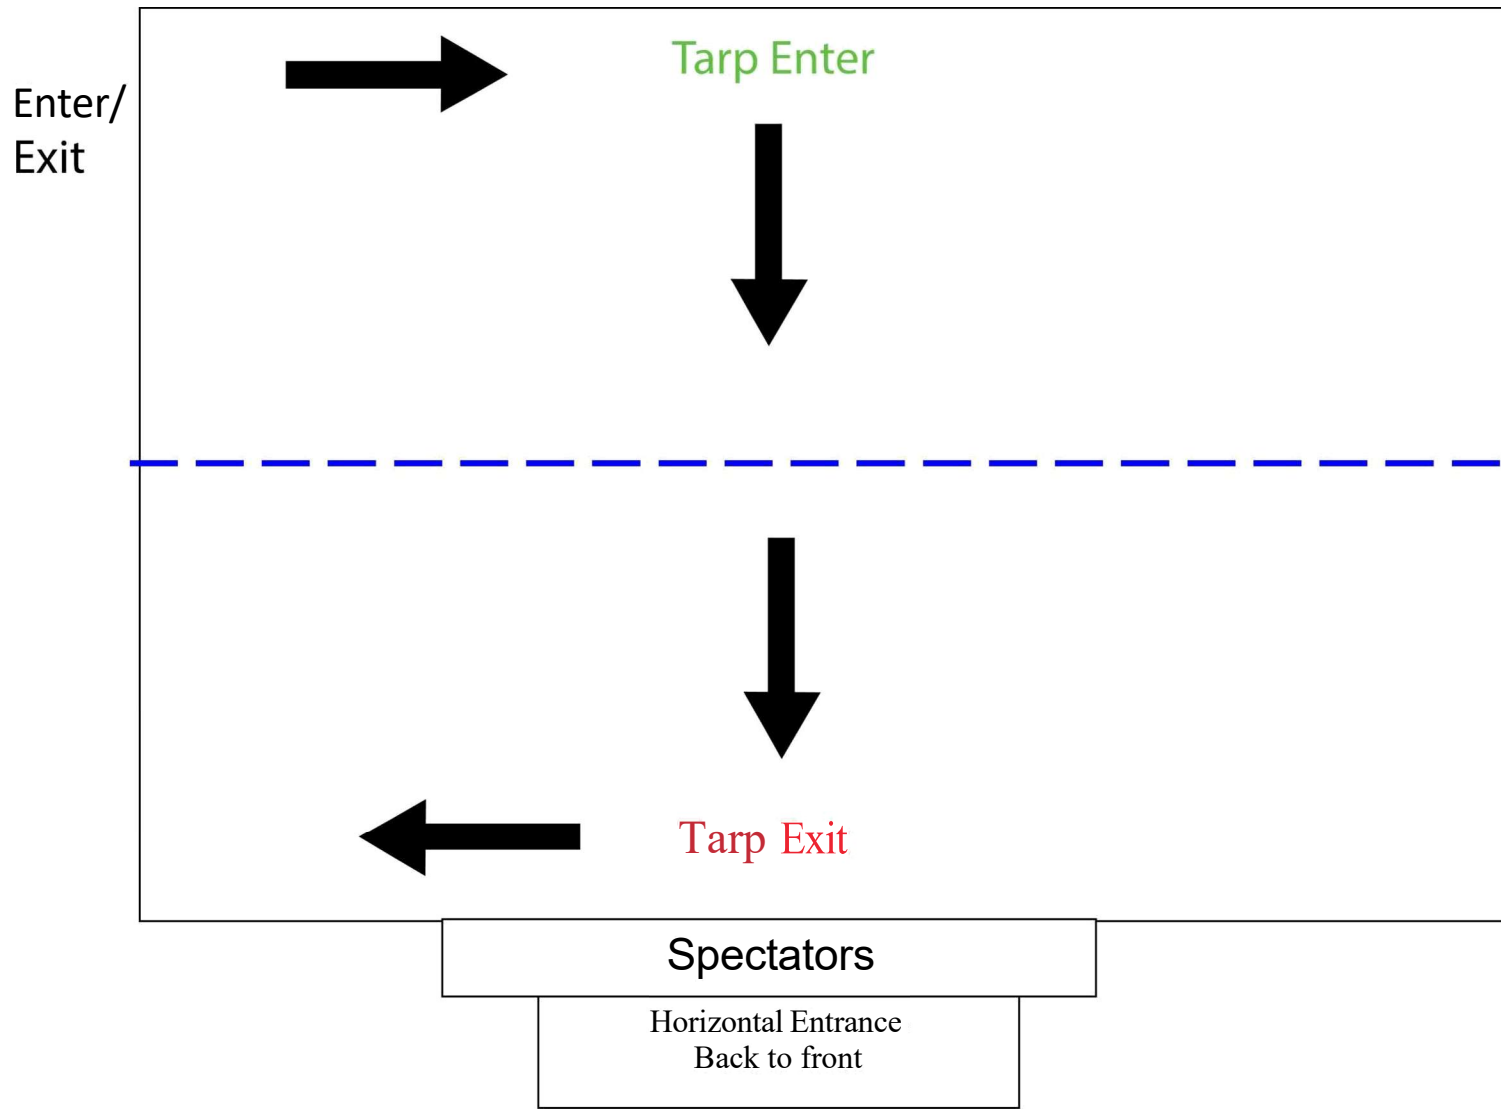 Tarp Enter
Enter/
Exit
Tarp Exit
Spectators
Horizontal Entrance
Back to front